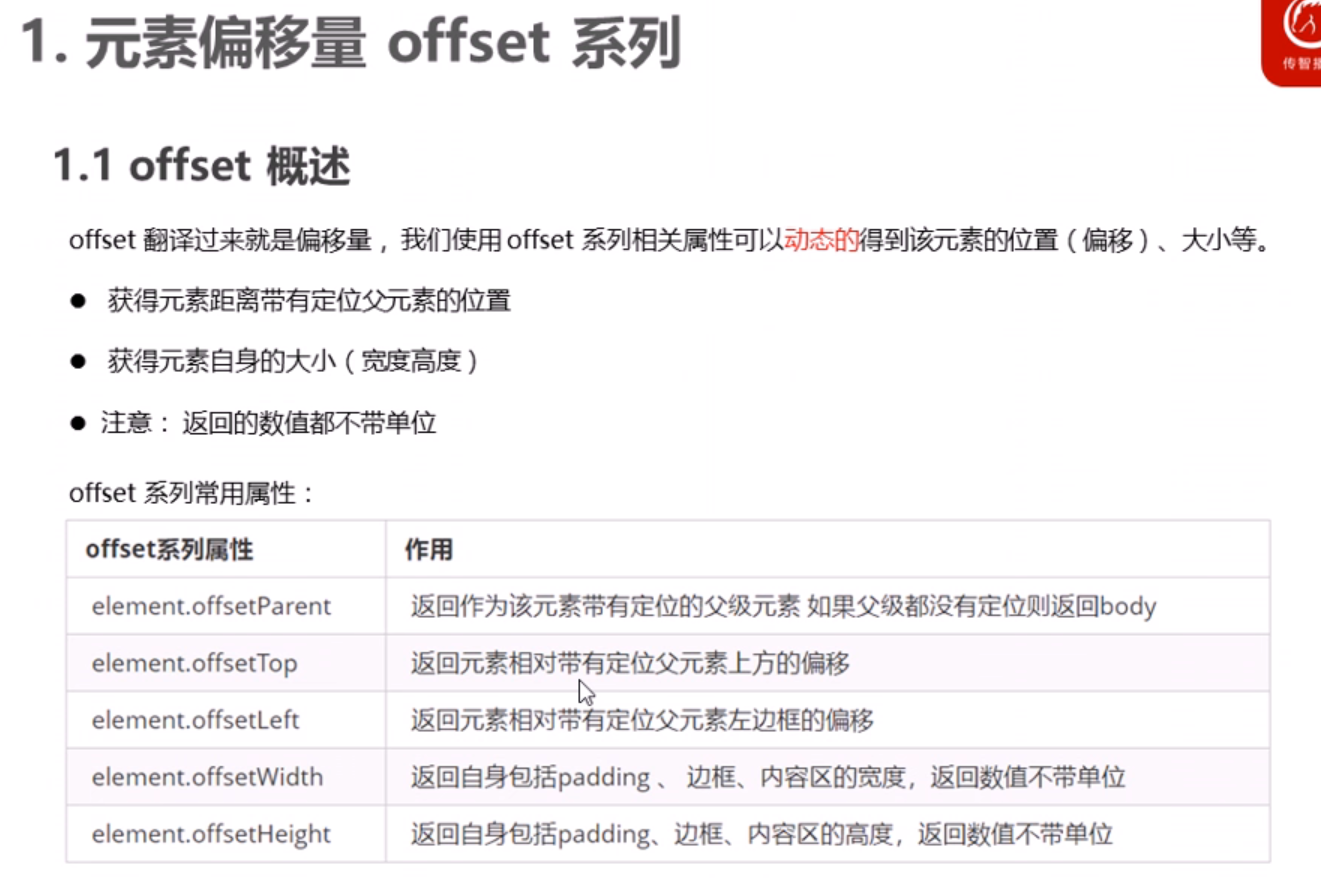 1. 元素偏移量 offset 系列
传智
1.1 offset 概述
offset 翻译过来就是偏移量，我们使用offset 系列相关属性可以动态的得到该元素的位置（偏移）、大小等。
● 获得元素距离带有定位父元素的位置
● 获得元素自身的大小（宽度高度）
● 注意： 返回的数值都不带单位
offset 系列常用属性：
offset系列属性 作用
element.offsetParent 返回作为该元素带有定位的父级元素 如果父级都没有定位则返回body
element.offsetTop 返回元素相对带有定位父元素上方的偏移
element.offsetLeft 返回元素相对带有定位父元素左边框的偏移
element.offsetWidth 返回自身包括padding 、 边框、内容区的宽度，返回数值不带单位
element.offsetHeight 返回自身包括padding、边框、内容区的高度，返回数值不带单位